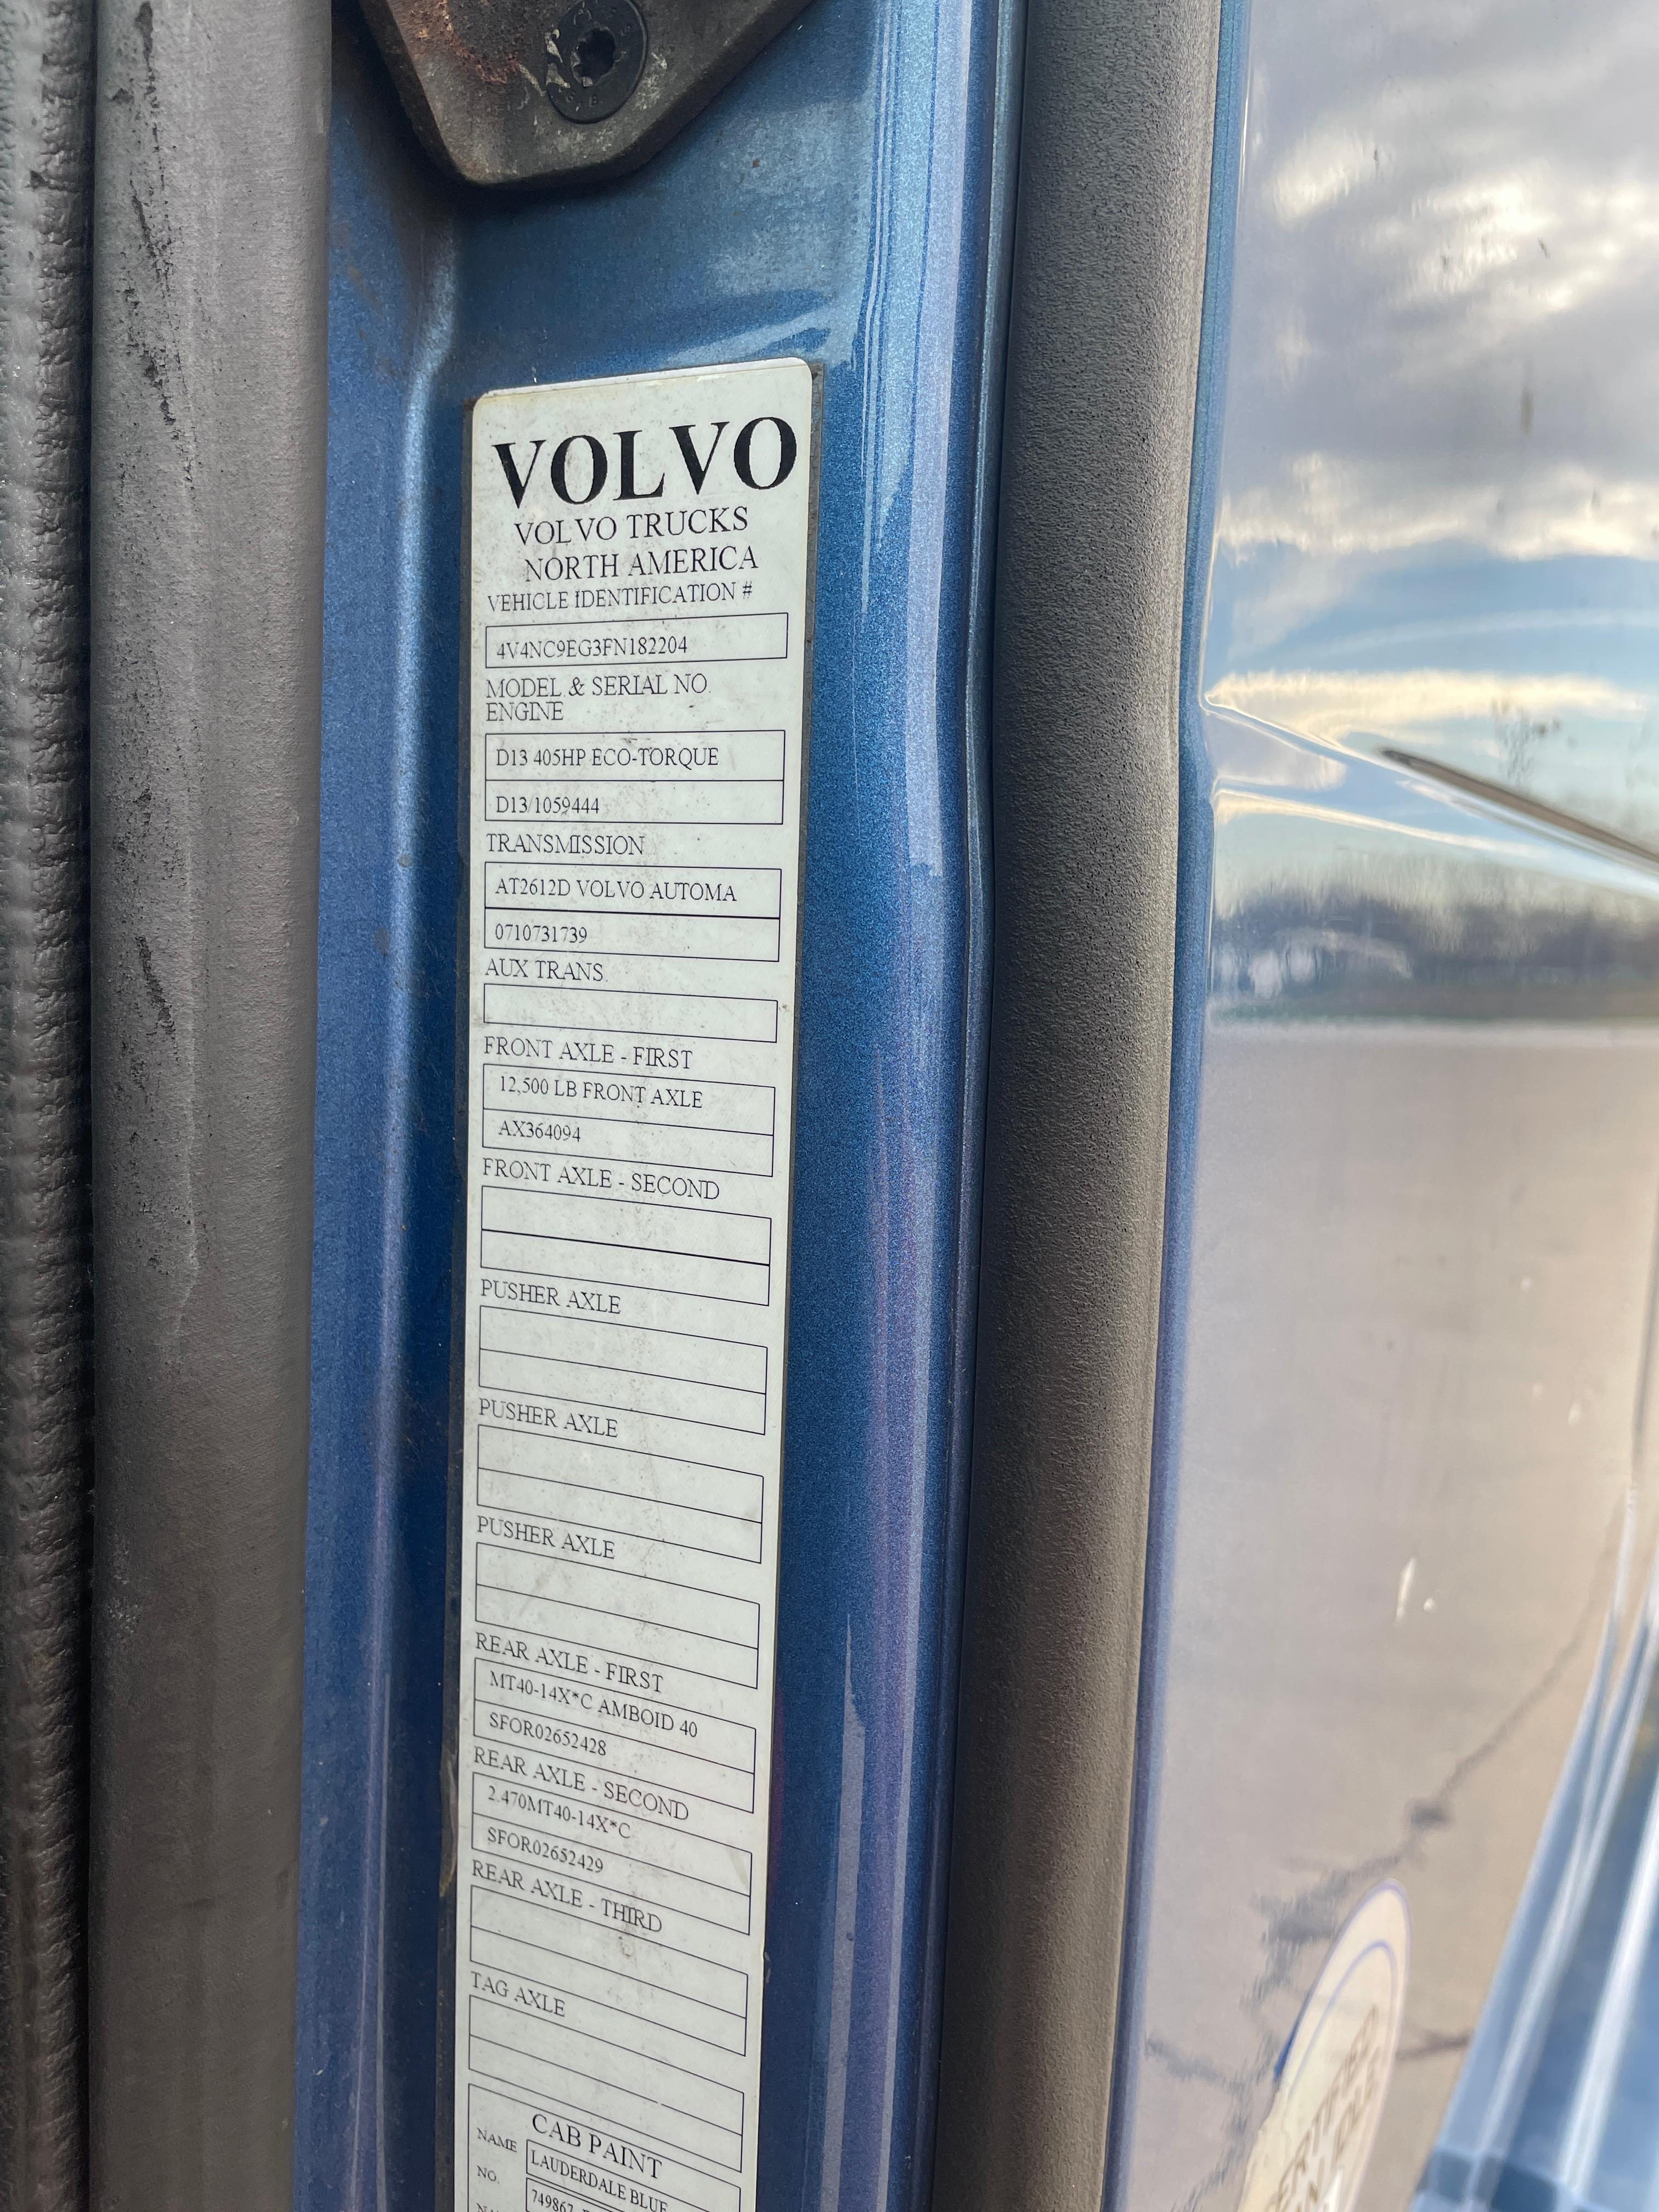 VOLVO
VOLVO TRUCKS
NORTH AMERICA
VEHICLE IDENTIFICATION #
4V4NC9EG3FN182204
MODEL & SERIAL NO.
ENGINE
D13 405HP ECO-TORQUE
D13/1059444
TRANSMISSION
AT2612D VOLVO AUTOMA
0710731739
AUX TRANS.
FRONT AXLE - FIRST
12,500 LB FRONT AXLE
AX364094
FRONT AXLE - SECOND
PUSHER AXLE
PUSHER AXLE
PUSHER AXLE
REAR AXLE - FIRST
MT40-14X*C AMBOID 40
SFOR02652428
REAR AXLE - SECOND
2.470MT40-14X*C
SFOR02652429
REAR AXLE - THIRD
TAG AXLE
CAB PAINT
NAME LAUDERDALE BLUE
NO. 749867